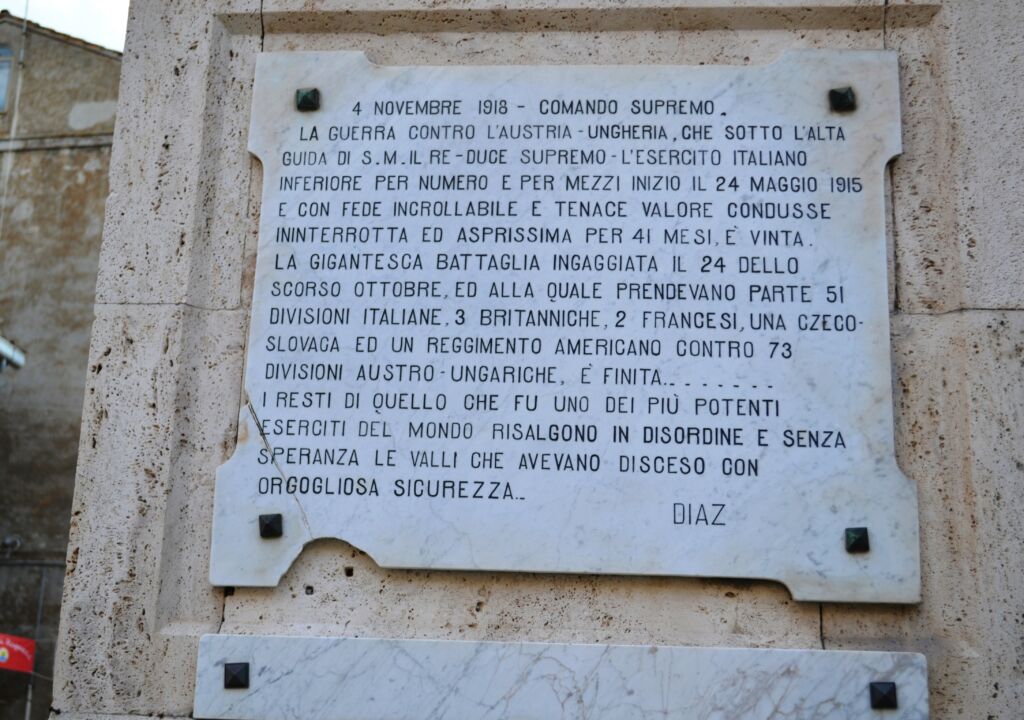 4 NOVEMBRE 1918 - COMANDO SUPREMO.
LA GUERRA CONTRO L'AUSTRIA-UNGHERIA, CHE SOTTO L'ALTA
GUIDA DI S.M. IL RE-DUCE SUPREMO-L'ESERCITO ITALIANO
INFERIORE PER NUMERO E PER MEZZI INIZIO IL 24 MAGGIO 1915
E CON FEDE INCROLLABILE E TENACE VALORE CONDUSSE
ININTERROTTA ED ASPRISSIMA PER 41 MESI, È VINTA.
LA GIGANTESCA BATTAGLIA INGAGGIATA IL 24 DELLO
SCORSO OTTOBRE, ED ALLA QUALE PRENDEVANO PARTE 51
DIVISIONI ITALIANE, 3 BRITANNICHE, 2 FRANCESI, UNA CZECO-
SLOVACA ED UN REGGIMENTO AMERICANO CONTRO 73
DIVISIONI AUSTRO-UNGARICHE, È FINITA.........
I RESTI DI QUELLO CHE FU UNO DEI PIÙ POTENTI
ESERCITI DEL MONDO RISALGONO IN DISORDINE E SENZA
SPERANZA LE VALLI CHE AVEVANO DISCESO CON
ORGOGLIOSA SICUREZZA..
DIAZ